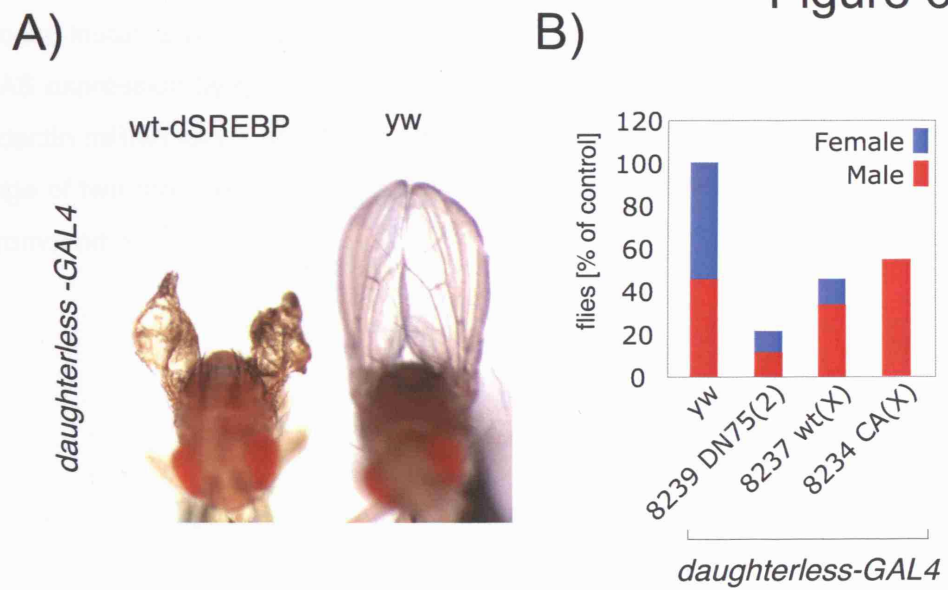 Figure
A)
B)
wt-dSREBP
yw
daughterless -GAL4
flies [% of control]
120
100
80
60
40
20
0
Female
Male
yw
8239 DN75(2)
8237 wt(X)
8234 CA(X)
daughterless-GAL4